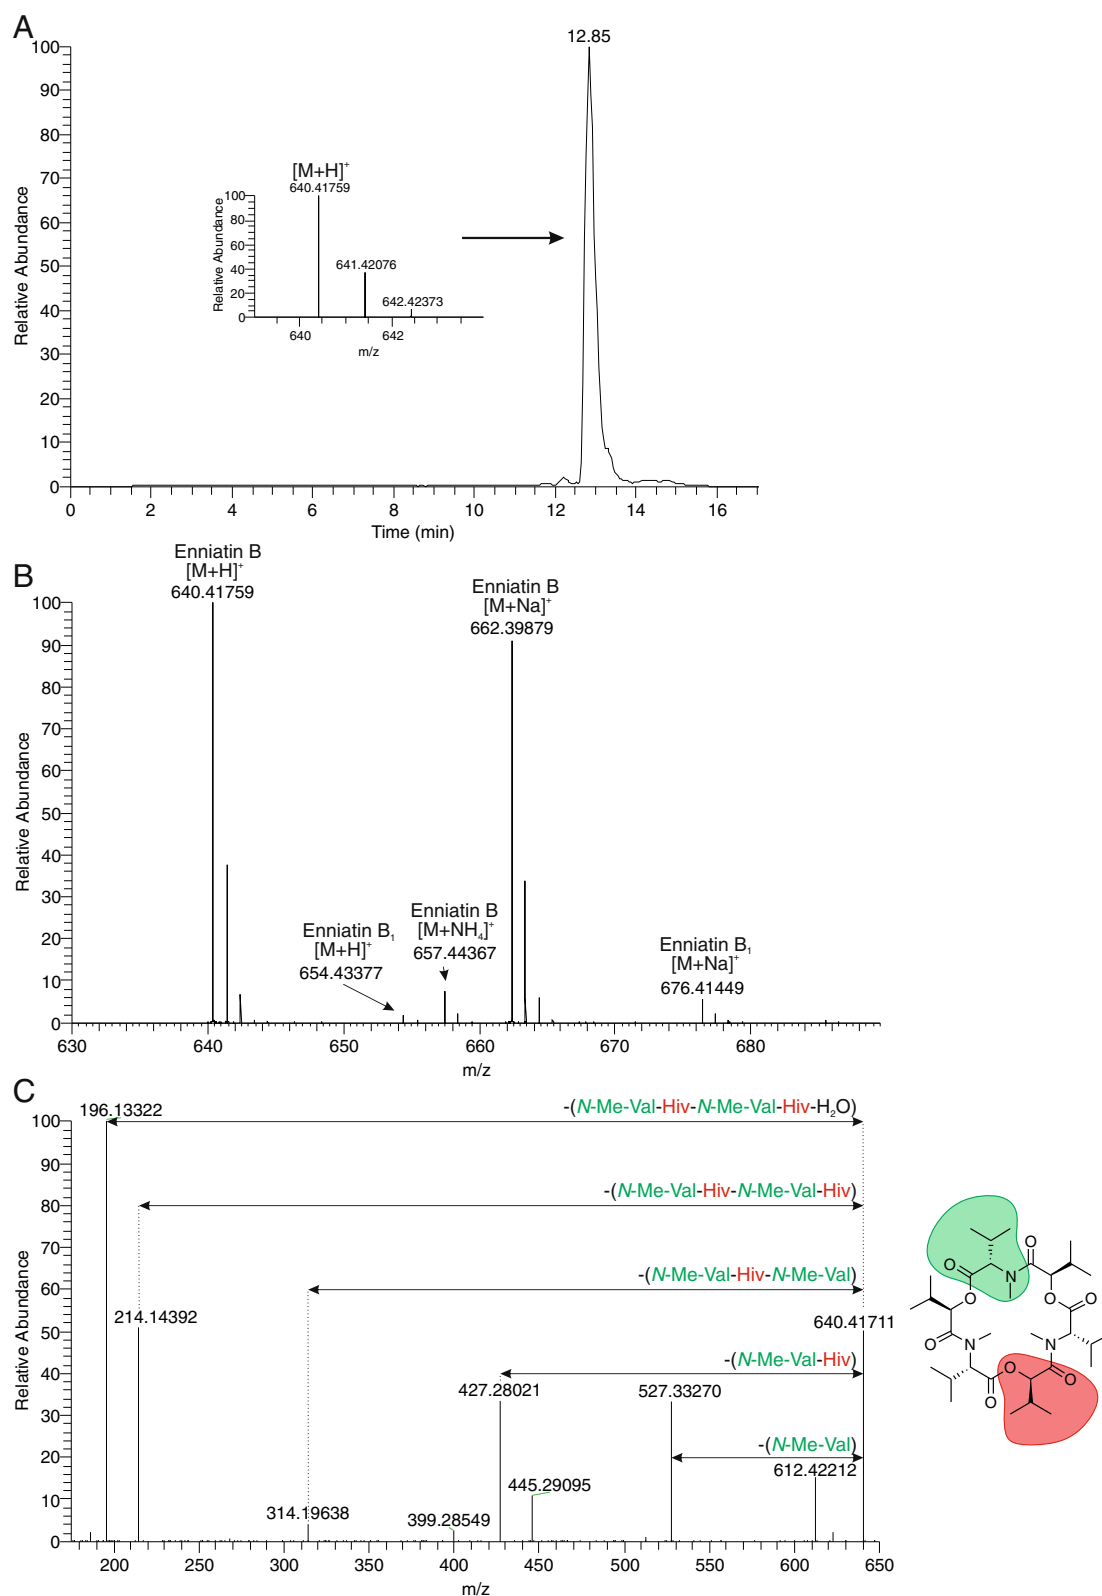 A
100
90
80
70
60
50
40
30
20
10
0
Relative Abundance
0 2 4 6 8 10 12 14 16
Time (min)
12.85
[M+H]⁺
640.41759
641.42076
642.42373
100
80
60
40
20
0
Relative Abundance
640 642
m/z
B
Enniatin B
[M+H]⁺
640.41759
Enniatin B
[M+Na]⁺
662.39879
Enniatin B₁
[M+H]⁺
654.43377
Enniatin B
[M+NH₄]⁺
657.44367
Enniatin B₁
[M+Na]⁺
676.41449
100
90
80
70
60
50
40
30
20
10
0
Relative Abundance
630 640 650 660 670 680
m/z
C
196.13322
-(N-Me-Val-Hiv-N-Me-Val-Hiv-H₂O)
-(N-Me-Val-Hiv-N-Me-Val-Hiv)
-(N-Me-Val-Hiv-N-Me-Val)
214.14392
640.41711
-(N-Me-Val-Hiv)
427.28021
527.33270
-(N-Me-Val)
612.42212
445.29095
314.19638
399.28549
100
90
80
70
60
50
40
30
20
10
0
Relative Abundance
200 250 300 350 400 450 500 550 600 650
m/z
O
O
N
O
O
O
O
N
O
N
O
O
O
O